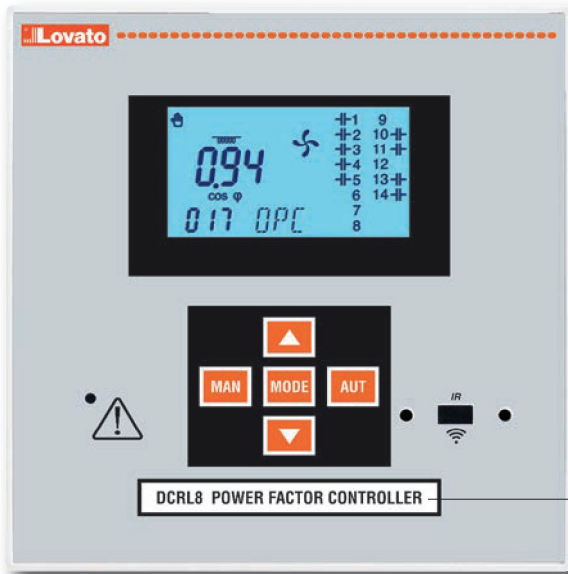 Lovato
1 9
2 10
3 11
0.94
4 12
5 13
cos φ
6 14
017 OPC
7
8
MAN MODE AUT
IR
DCRL8 POWER FACTOR CONTROLLER